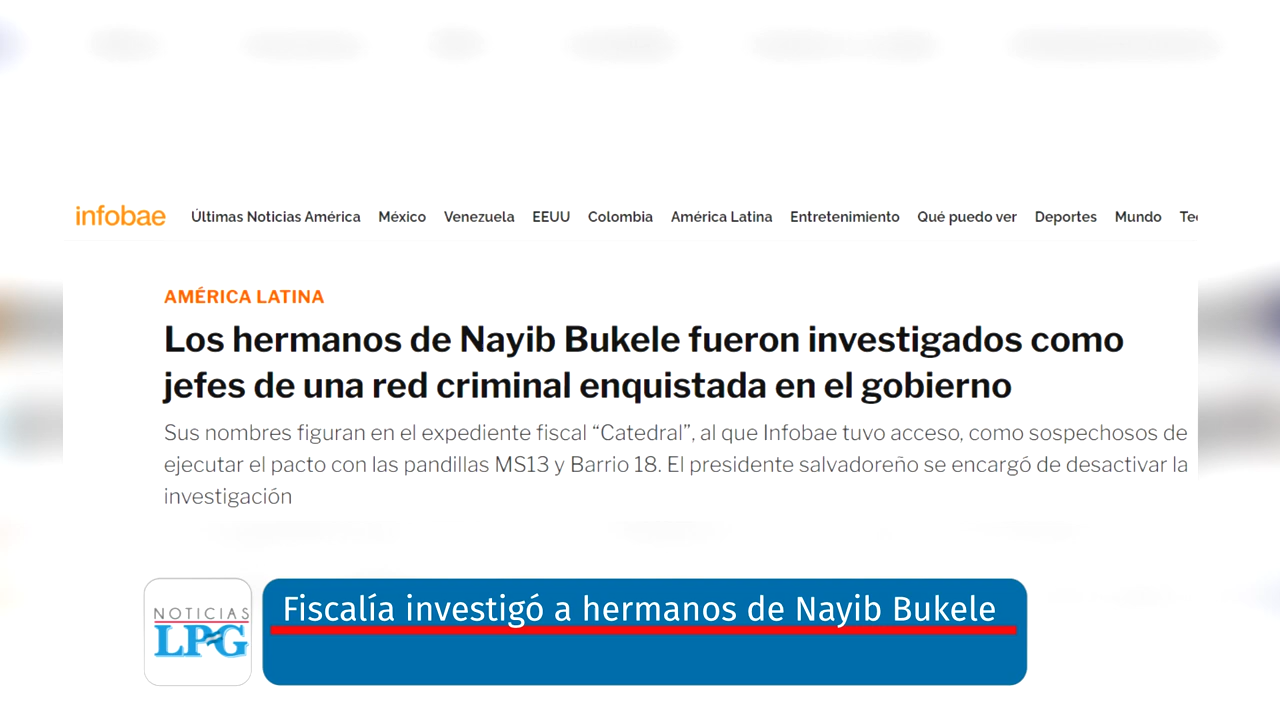 infobae Últimas Noticias América México Venezuela EEUU Colombia América Latina Entretenimiento Qué puedo ver Deportes Mundo Tec
AMÉRICA LATINA
Los hermanos de Nayib Bukele fueron investigados como
jefes de una red criminal enquistada en el gobierno
Sus nombres figuran en el expediente fiscal “Catedral”, al que Infobae tuvo acceso, como sospechosos de
ejecutar el pacto con las pandillas MS13 y Barrio 18. El presidente salvadoreño se encargó de desactivar la
investigación
NOTICIAS
LPG
Fiscalía investigó a hermanos de Nayib Bukele